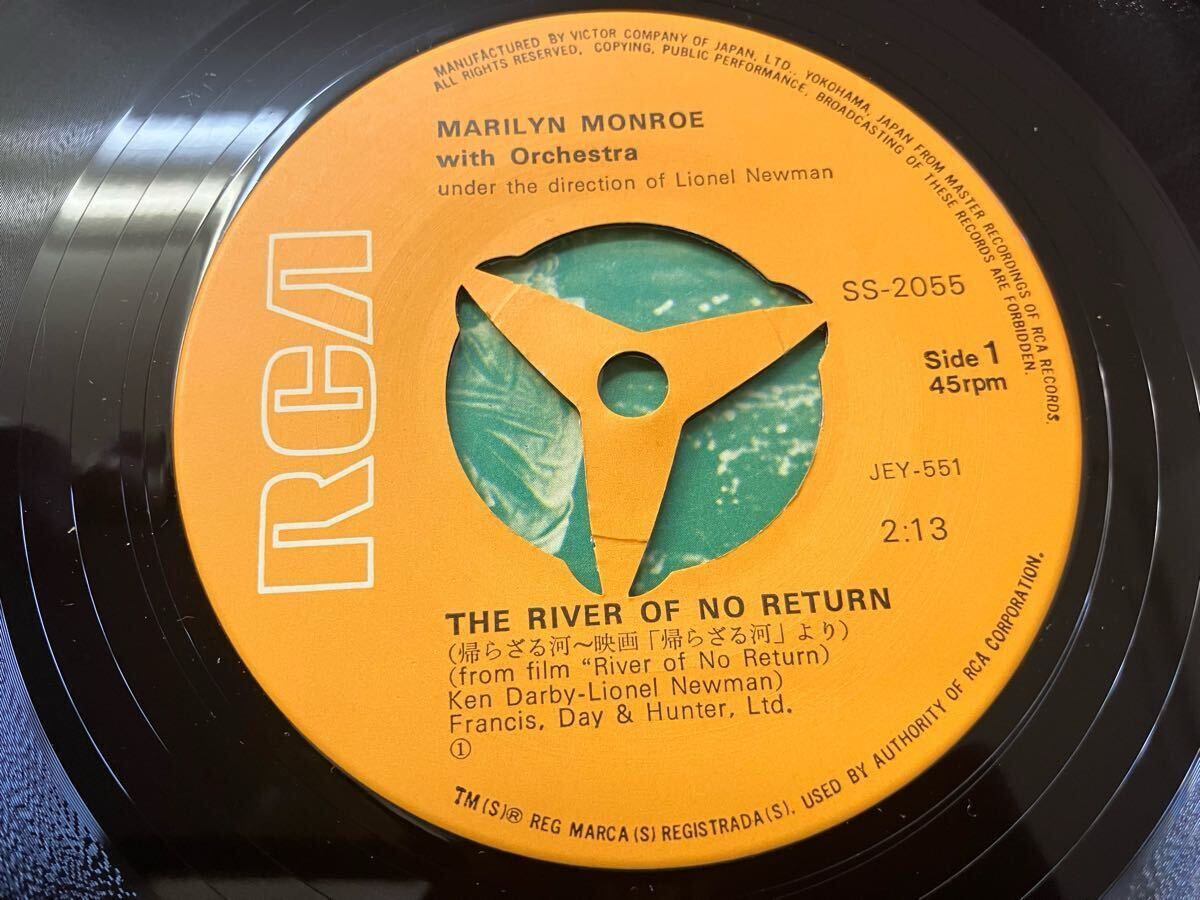 MANUFACTURED BY VICTOR COMPANY OF JAPAN, LTD., YOKOHAMA, JAPAN FROM MASTER RECORDINGS OF RCA RECORDS.
ALL RIGHTS RESERVED. COPYING, PUBLIC PERFORMANCE, BROADCASTING OF THESE RECORDS ARE FORBIDDEN.
MARILYN MONROE
with Orchestra
under the direction of Lionel Newman
RCA
SS-2055
Side 1
45rpm
JEY-551
2:13
THE RIVER OF NO RETURN
(帰らざる河～映画「帰らざる河」より)
(from film “River of No Return)
Ken Darby-Lionel Newman)
Francis, Day & Hunter, Ltd.
①
TM(S)® REG MARCA(S) REGISTRADA(S). USED BY AUTHORITY OF RCA CORPORATION.